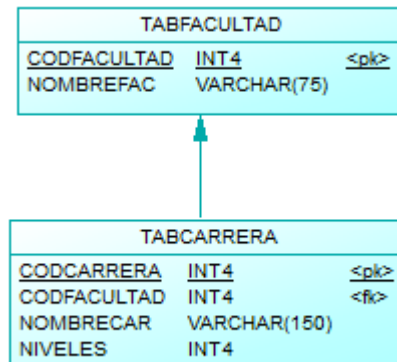 TABFACULTAD
CODFACULTAD INT4 <pk>
NOMBREFAC VARCHAR(75)
TABCARRERA
CODCARRERA INT4 <pk>
CODFACULTAD INT4 <fk>
NOMBRECAR VARCHAR(150)
NIVELES INT4